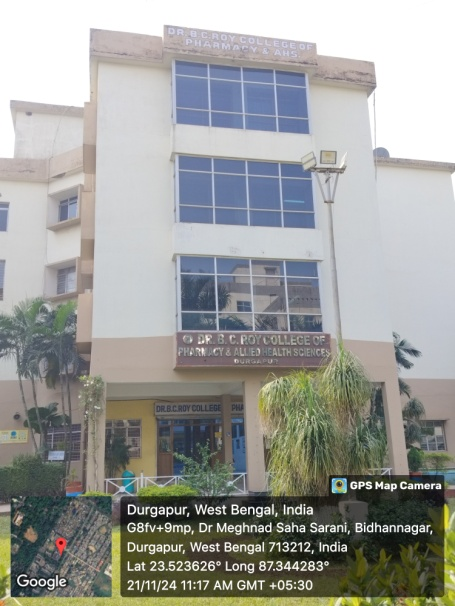 DR. B.C. ROY COLLEGE OF
PHARMACY & AHS
DR. B. C. ROY COLLEGE OF
PHARMACY & ALLIED HEALTH SCIENCES
DURGAPUR
DR. B.C. ROY COLLEGE PHAR
GPS Map Camera
Durgapur, West Bengal, India
G8fv+9mp, Dr Meghnad Saha Sarani, Bidhannagar,
Durgapur, West Bengal 713212, India
Lat 23.523626° Long 87.344283°
21/11/24 11:17 AM GMT +05:30
Google